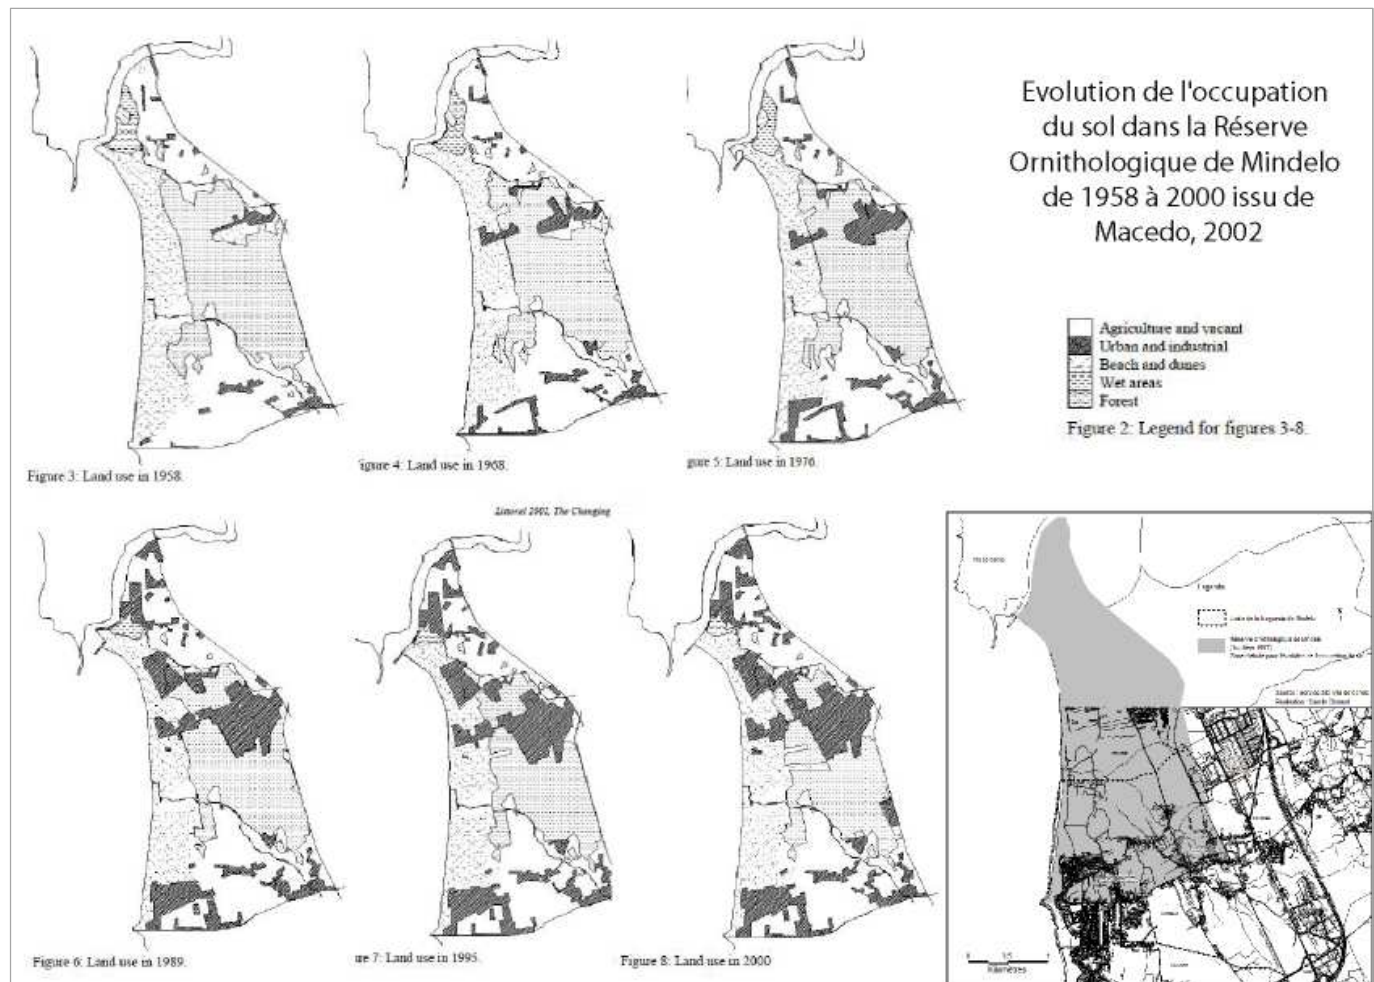 Evolution de l'occupation
du sol dans la Réserve
Ornithologique de Mindelo
de 1958 à 2000 issu de
Macedo, 2002
Agriculture and vacant
Urban and industrial
Beach and dunes
Wet areas
Forest
Figure 2: Legend for figures 3-8.
Figure 3: Land use in 1958.
igure 4: Land use in 1968.
gure 5: Land use in 1976.
Littoral 2002, The Changing
Figure 6: Land use in 1989.
ure 7: Land use in 1995.
Figure 8: Land use in 2000
Kilomètres